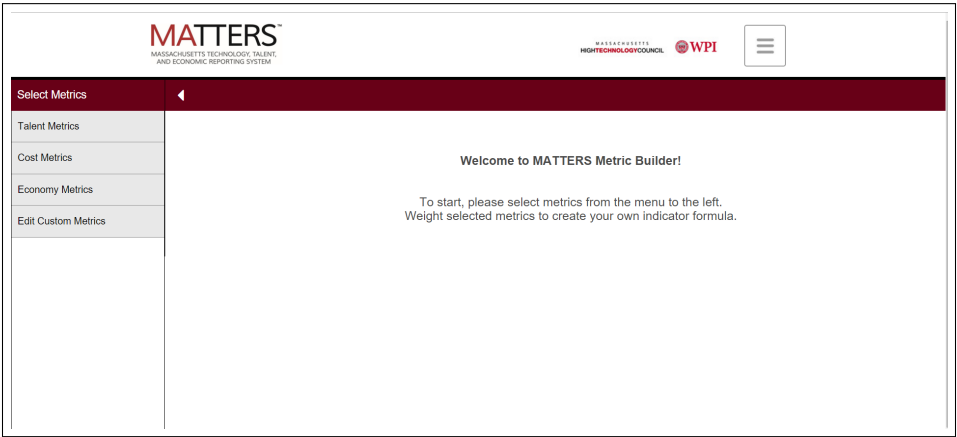 MATTERS™
MASSACHUSETTS TECHNOLOGY, TALENT,
AND ECONOMIC REPORTING SYSTEM
MASSACHUSETTS
HIGHTECHNOLOGYCOUNCIL
WPI
Select Metrics
Talent Metrics
Cost Metrics
Economy Metrics
Edit Custom Metrics
Welcome to MATTERS Metric Builder!
To start, please select metrics from the menu to the left.
Weight selected metrics to create your own indicator formula.